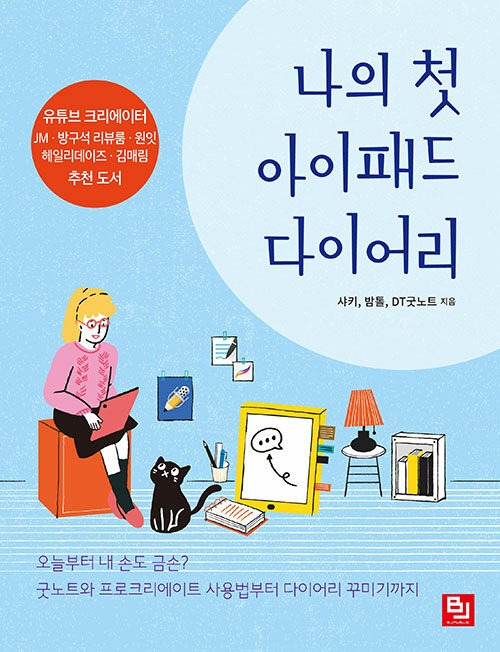 나의 첫
아이패드
다이어리
유튜브 크리에이터
JM · 방구석 리뷰룸 · 원잇
헤일리데이즈 · 김매림
추천 도서
샤키, 밤톨, DT굿노트 지음
오늘부터 내 손도 금손?
굿노트와 프로크리에이트 사용법부터 다이어리 꾸미기까지
BJ
BJPUBLIC